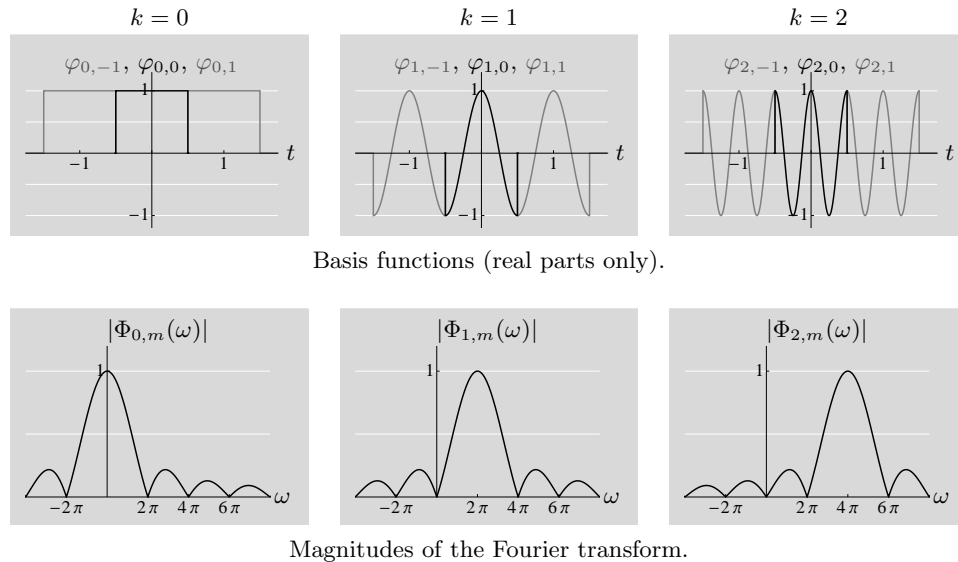 k = 0
k = 1
k = 2
φ0,−1, φ0,0, φ0,1
φ1,−1, φ1,0, φ1,1
φ2,−1, φ2,0, φ2,1
1
1
1
−1 1 t
−1 1 t
−1 1 t
−1
−1
−1
Basis functions (real parts only).
|Φ0,m(ω)|
|Φ1,m(ω)|
|Φ2,m(ω)|
1
1
1
−2π 2π 4π 6π ω
−2π 2π 4π 6π ω
−2π 2π 4π 6π ω
Magnitudes of the Fourier transform.